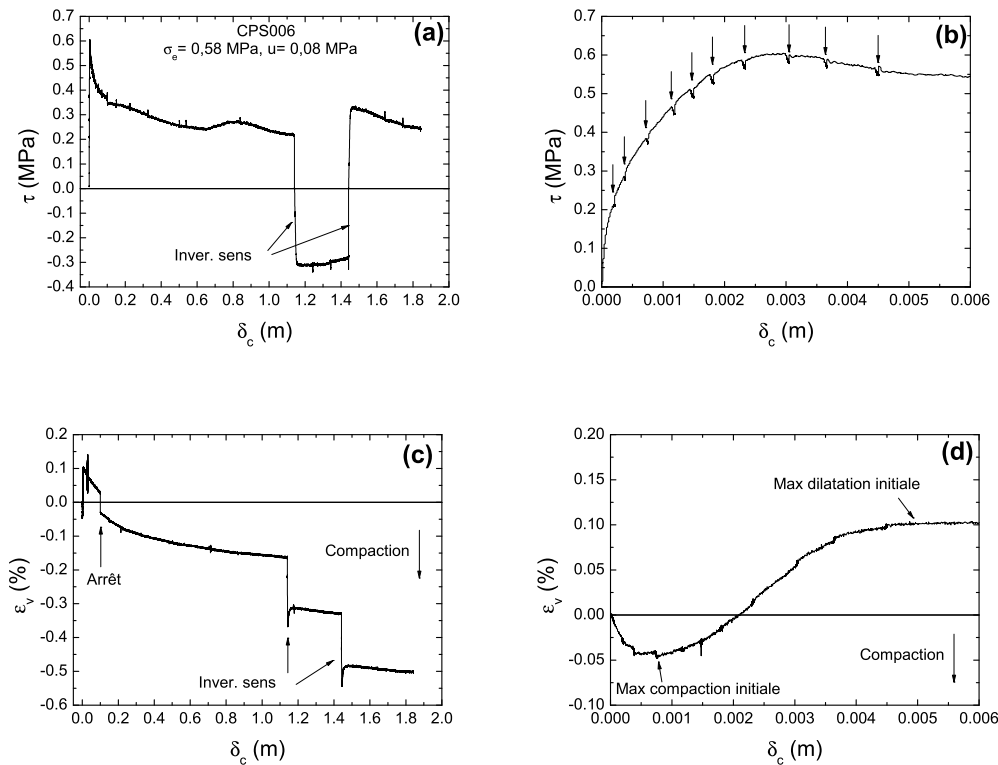 (a)
CPS006
σe= 0,58 MPa, u= 0,08 MPa
0.7
0.6
0.5
0.4
0.3
0.2
0.1
0.0
-0.1
-0.2
-0.3
-0.4
τ (MPa)
Inver. sens
0.0 0.2 0.4 0.6 0.8 1.0 1.2 1.4 1.6 1.8 2.0
δc (m)
(b)
0.7
0.6
0.5
0.4
0.3
0.2
0.1
0.0
τ (MPa)
0.000 0.001 0.002 0.003 0.004 0.005 0.006
δc (m)
(c)
0.2
0.1
0.0
-0.1
-0.2
-0.3
-0.4
-0.5
-0.6
εv (%)
Arrêt
Compaction
Inver. sens
0.0 0.2 0.4 0.6 0.8 1.0 1.2 1.4 1.6 1.8 2.0
δc (m)
(d)
0.20
0.15
0.10
0.05
0.00
-0.05
-0.10
εv (%)
Max dilatation initiale
Compaction
Max compaction initiale
0.000 0.001 0.002 0.003 0.004 0.005 0.006
δc (m)